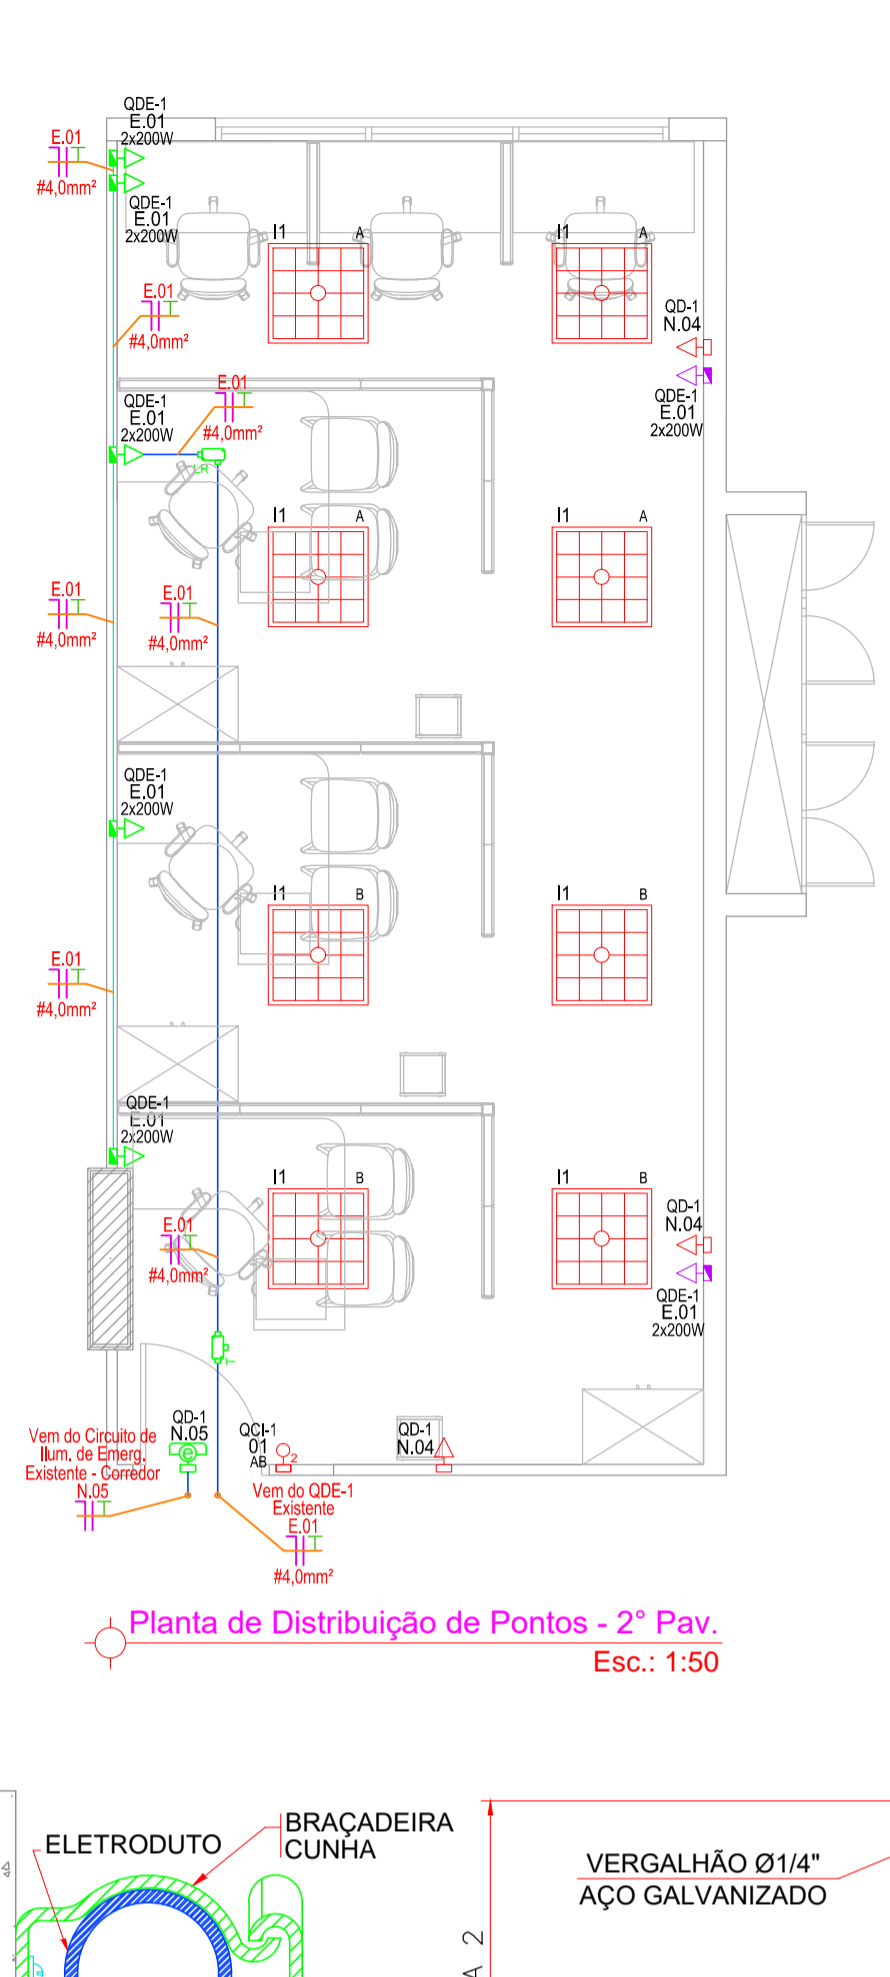 QDE-1
E.01
2x200W
E.01
#4,0mm²
QDE-1
E.01
2x200W
I1
A
I1
A
E.01
#4,0mm²
QD-1
N.04
QDE-1
E.01
2x200W
E.01
#4,0mm²
QDE-1
E.01
2x200W
LR
I1
A
I1
A
E.01
#4,0mm²
E.01
#4,0mm²
QDE-1
E.01
2x200W
I1
B
I1
B
E.01
#4,0mm²
QDE-1
E.01
2x200W
I1
B
I1
B
QD-1
N.04
E.01
#4,0mm²
QDE-1
E.01
2x200W
T
QD-1
N.05
e
QCI-1
01
AB
2
QD-1
N.04
Vem do Circuito de
Ilum. de Emerg.
Existente - Corredor
N.05
Vem do QDE-1
Existente
E.01
#4,0mm²
Planta de Distribuição de Pontos - 2° Pav.
Esc.: 1:50
ELETRODUTO
BRAÇADEIRA
CUNHA
VERGALHÃO Ø1/4"
AÇO GALVANIZADO
A 2